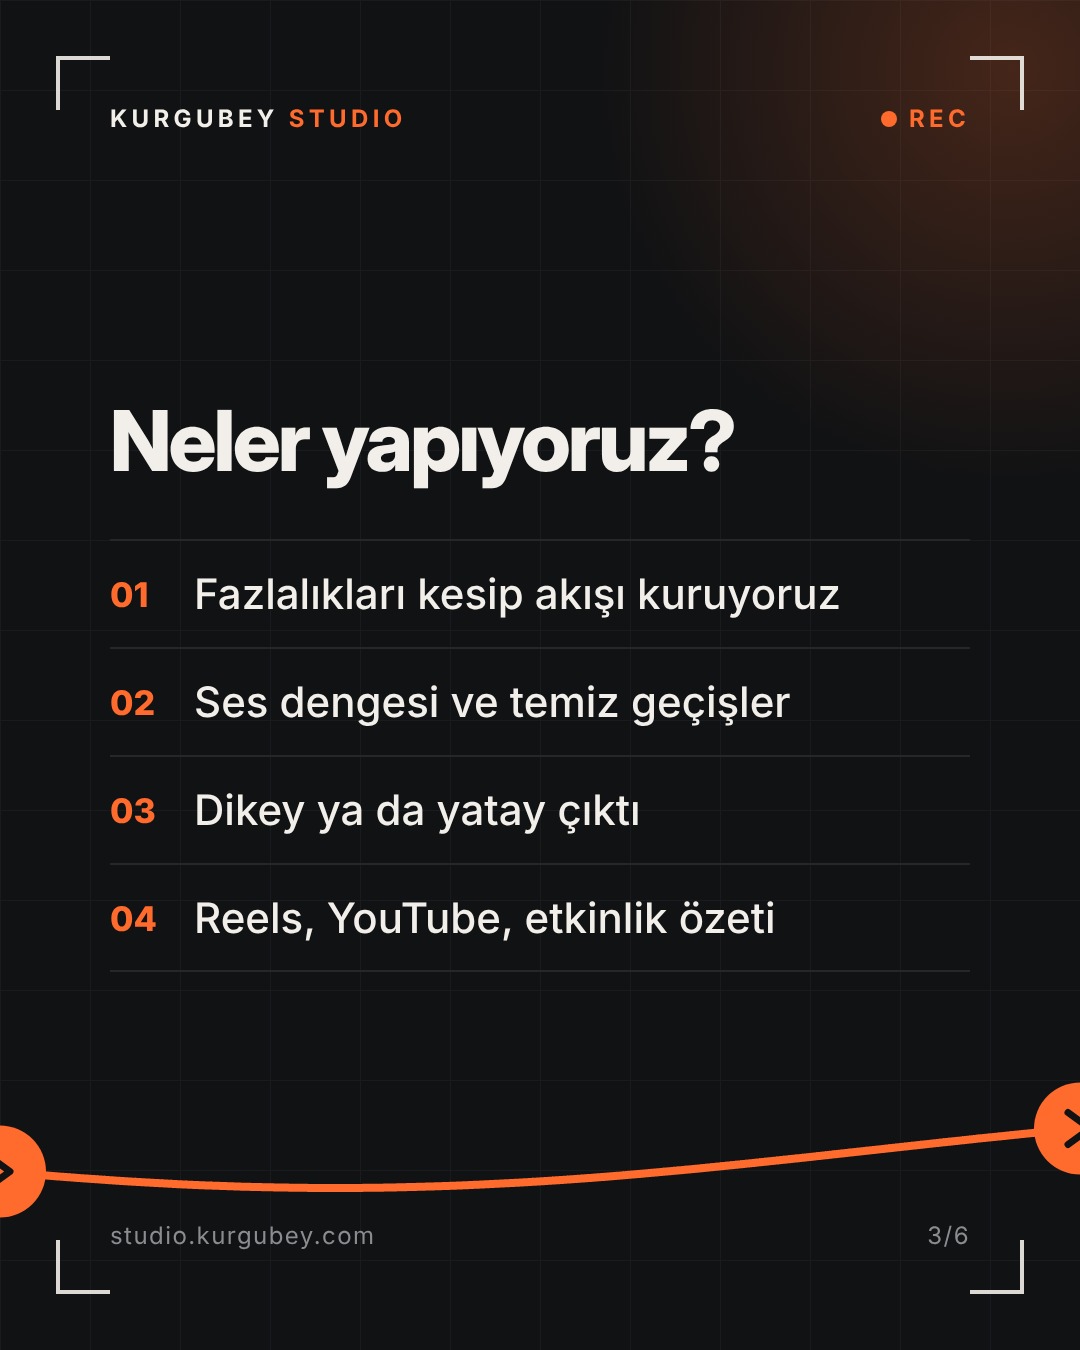 KURGUBEY STUDIO
REC
Neler yapıyoruz?
01 Fazlalıkları kesip akışı kuruyoruz
02 Ses dengesi ve temiz geçişler
03 Dikey ya da yatay çıktı
04 Reels, YouTube, etkinlik özeti
studio.kurgubey.com
3/6